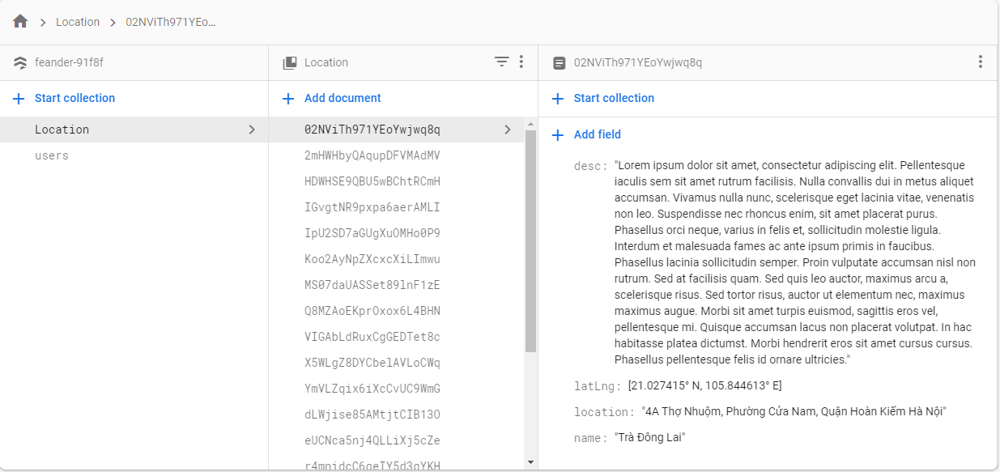 Location
02NViTh971YEo...
feander-91f8f
Location
02NViTh971YEoYwjwq8q
Start collection
Add document
Start collection
Location
users
02NViTh971YEoYwjwq8q
2mHWHbyQAqupDFVMAdMV
HDWHSE9QBU5wBChtRCmH
IGvgtNR9pxpa6aerAMLI
IpU2SD7aGUgXuOMHo0P9
Koo2AyNpZXcxcXiLImwu
MS07daUASSet89lnF1zE
Q8MZAoEKprOxox6L4BHN
VIGAbLdRuxCgGEDTet8c
X5WLgZ8DYCbelAVLoCWq
YmVLZqix6iXcCvUC9WmG
dLWjise85AMtjtCIB13O
eUCNca5nj4QLLiXj5cZe
r4mnidcC6qeIY5d3qYKH
Add field
desc: "Lorem ipsum dolor sit amet, consectetur adipiscing elit. Pellentesque
iaculis sem sit amet rutrum facilisis. Nulla convallis dui in metus aliquet
accumsan. Vivamus nulla nunc, scelerisque eget lacinia vitae, venenatis
non leo. Suspendisse nec rhoncus enim, sit amet placerat purus.
Phasellus orci neque, varius in felis et, sollicitudin molestie ligula.
Interdum et malesuada fames ac ante ipsum primis in faucibus.
Phasellus lacinia sollicitudin semper. Proin vulputate accumsan nisl non
rutrum. Sed at facilisis quam. Sed quis leo auctor, maximus arcu a,
scelerisque risus. Sed tortor risus, auctor ut elementum nec, maximus
maximus augue. Morbi sit amet turpis euismod, sagittis eros vel,
pellentesque mi. Quisque accumsan lacus non placerat volutpat. In hac
habitasse platea dictumst. Morbi hendrerit eros sit amet cursus cursus.
Phasellus pellentesque felis id ornare ultricies."
latLng: [21.027415° N, 105.844613° E]
location: "4A Thợ Nhuộm, Phường Cửa Nam, Quận Hoàn Kiếm Hà Nội"
name: "Trà Đông Lai"